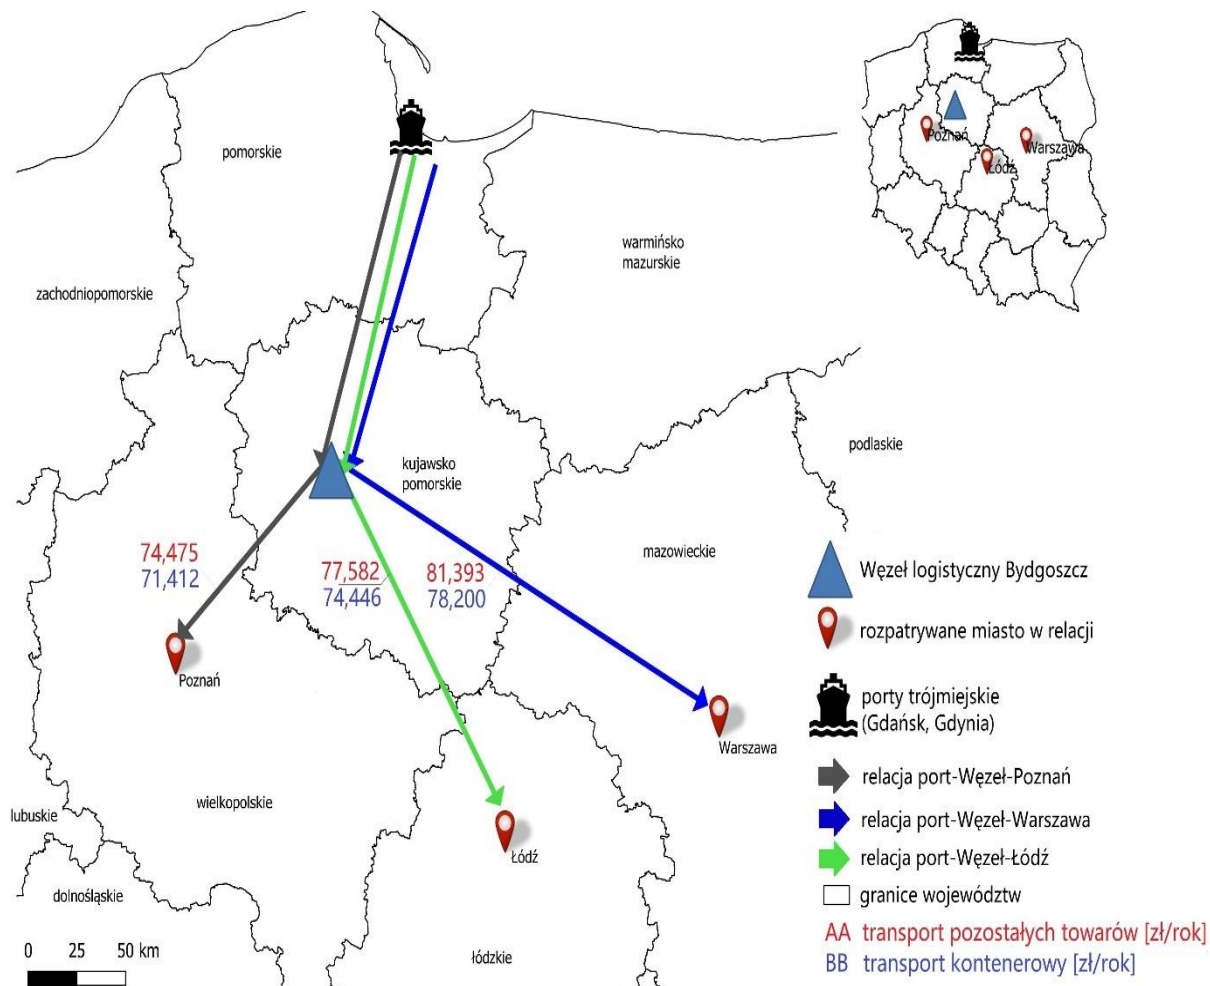 pomorskie
warmińsko
mazurskie
zachodniopomorskie
kujawsko
pomorskie
podlaskie
mazowieckie
74,475
71,412
77,582
74,446
81,393
78,200
Poznań
Warszawa
Łódź
wielkopolskie
lubuskie
dolnośląskie
łódzkie
0 25 50 km
Poznań
Warszawa
Łódź
Węzeł logistyczny Bydgoszcz
rozpatrywane miasto w relacji
porty trójmiejskie
(Gdańsk, Gdynia)
relacja port-Węzeł-Poznań
relacja port-Węzeł-Warszawa
relacja port-Węzeł-Łódź
granice województw
AA transport pozostałych towarów [zł/rok]
BB transport kontenerowy [zł/rok]